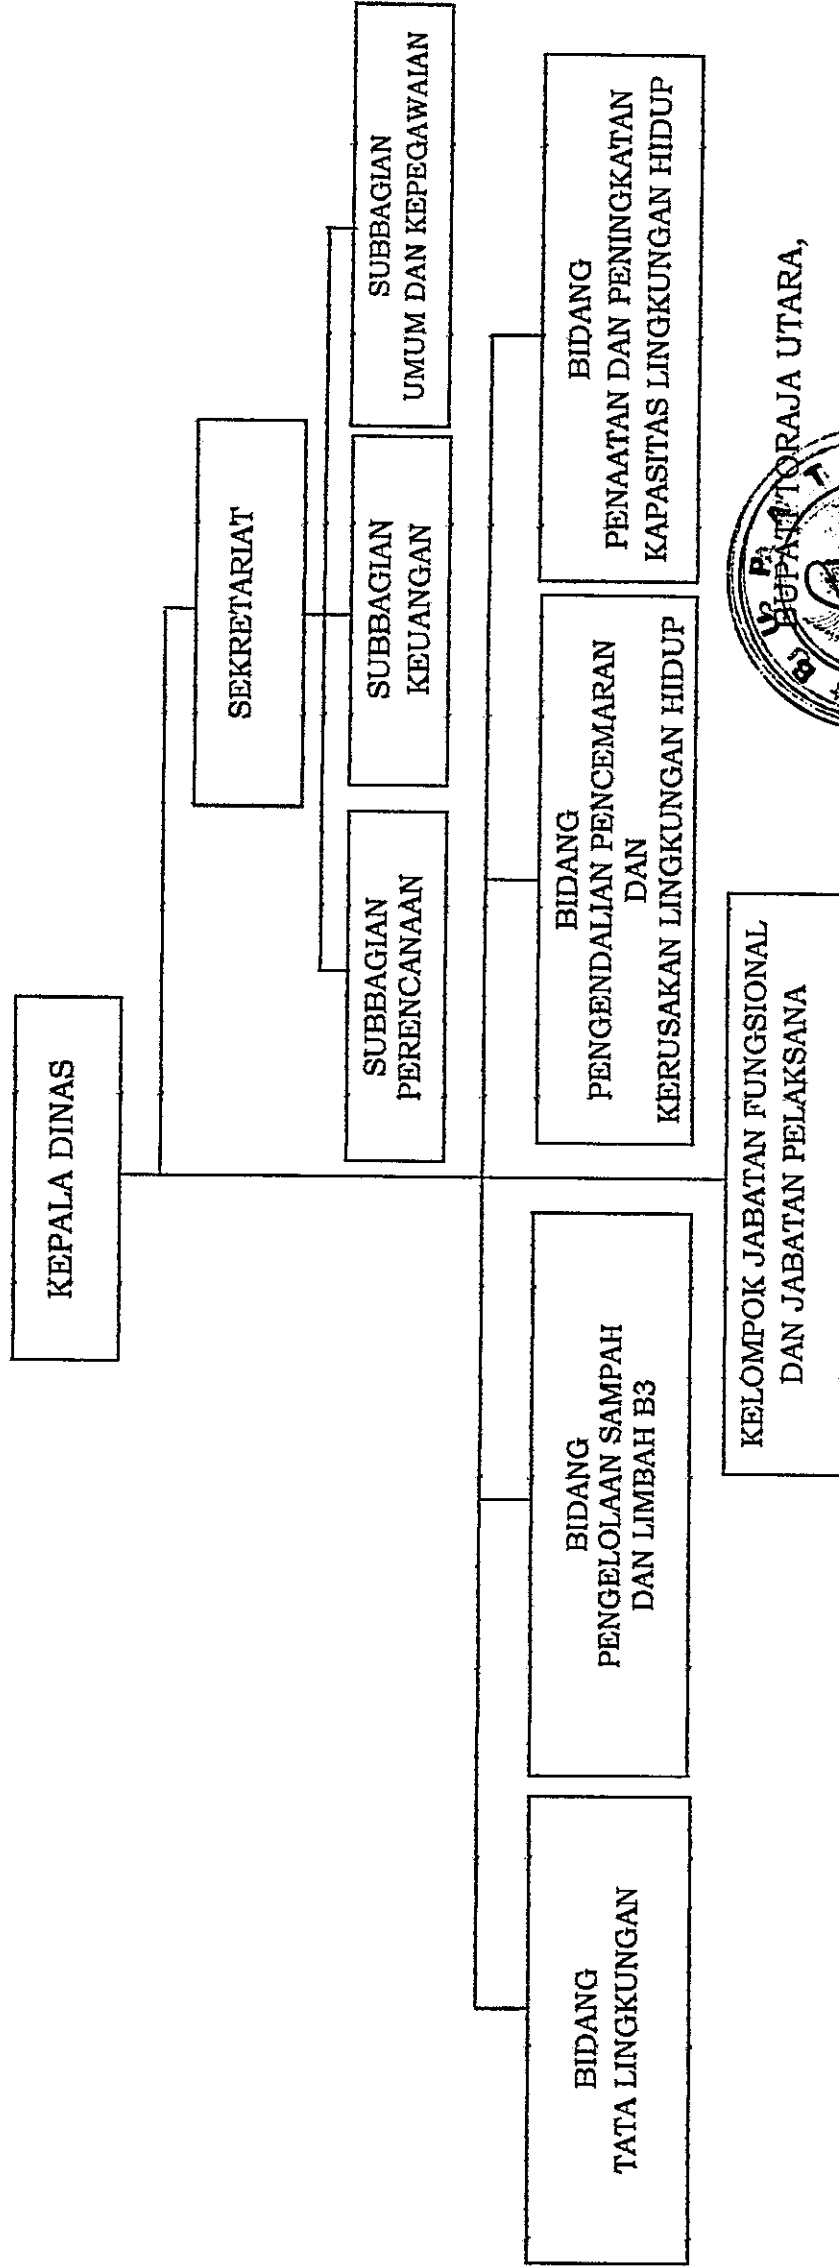 KEPALA DINAS
SEKRETARIAT
SUBBAGIAN
PERENCANAAN
SUBBAGIAN
KEUANGAN
SUBBAGIAN
UMUM DAN KEPEGAWAIAN
BIDANG
TATA LINGKUNGAN
BIDANG
PENGELOLAAN SAMPAH
DAN LIMBAH B3
BIDANG
PENGENDALIAN PENCEMARAN
DAN
KERUSAKAN LINGKUNGAN HIDUP
BIDANG
PENAATAN DAN PENINGKATAN
KAPASITAS LINGKUNGAN HIDUP
KELOMPOK JABATAN FUNGSIONAL
DAN JABATAN PELAKSANA
BUPATI TORAJA UTARA,
BUPAT